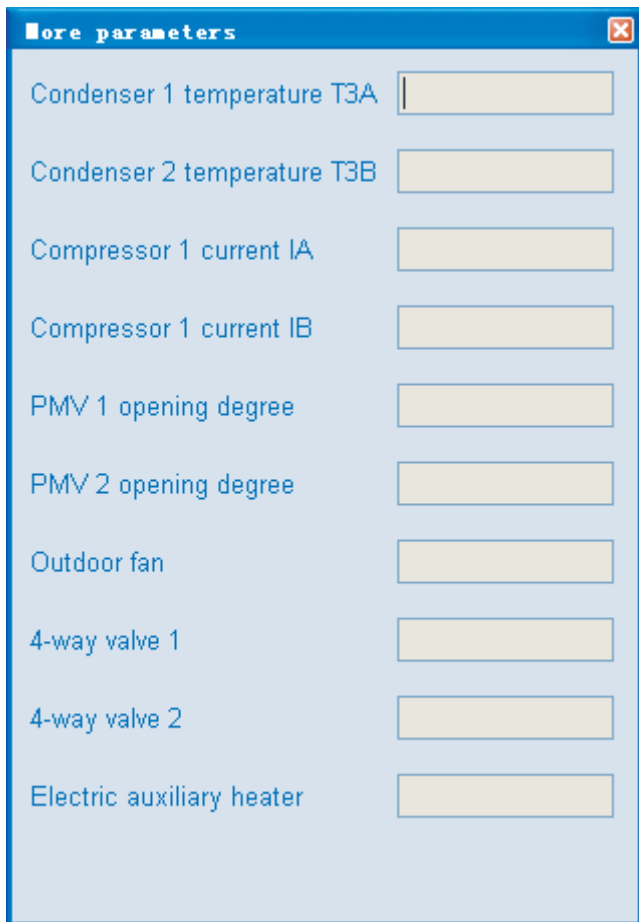 More parameters
Condenser 1 temperature T3A
Condenser 2 temperature T3B
Compressor 1 current IA
Compressor 1 current IB
PMV 1 opening degree
PMV 2 opening degree
Outdoor fan
4-way valve 1
4-way valve 2
Electric auxiliary heater